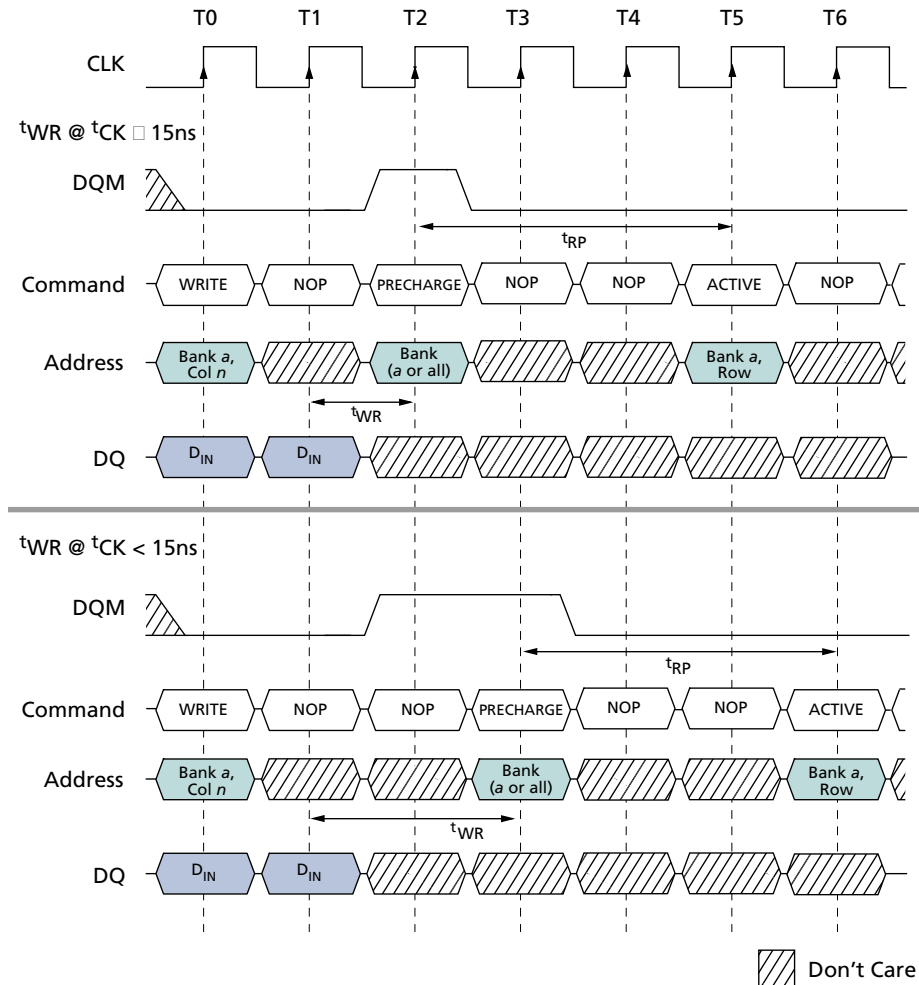 T0 T1 T2 T3 T4 T5 T6
CLK
tWR @ tCK □ 15ns
DQM
tRP
Command WRITE NOP PRECHARGE NOP NOP ACTIVE NOP
Address Bank a, Col n Bank (a or all) Bank a, Row
tWR
DQ DIN DIN
tWR @ tCK < 15ns
DQM
tRP
Command WRITE NOP NOP PRECHARGE NOP NOP ACTIVE
Address Bank a, Col n Bank (a or all) Bank a, Row
tWR
DQ DIN DIN
Don't Care